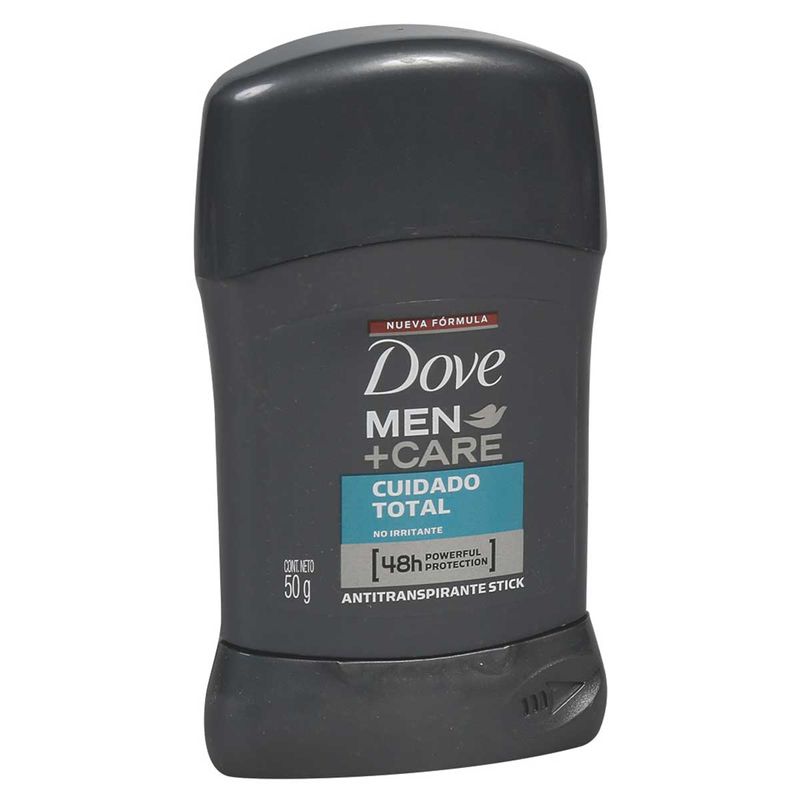 NUEVA FÓRMULA
Dove
MEN
+CARE
CUIDADO
TOTAL
NO IRRITANTE
[48h POWERFUL
PROTECTION]
CONT. NETO
50 g
ANTITRANSPIRANTE STICK